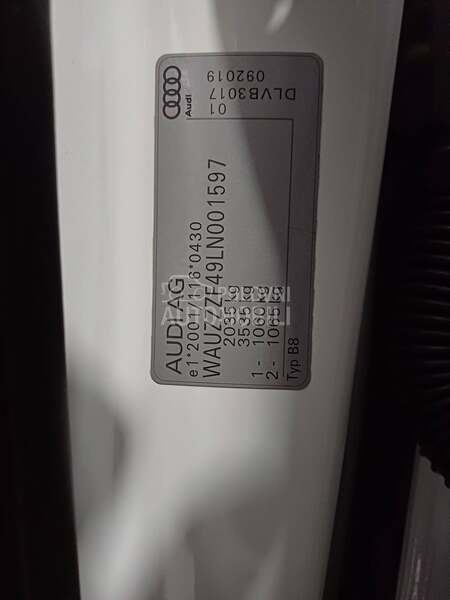 AUDI AG
e1*2001/116*0430
WAUZZZF49LN001597
2035 kg
3535 kg
1- 1060 kg
2- 1065 kg
Typ B8
01
DLVB3017
092019
Audi